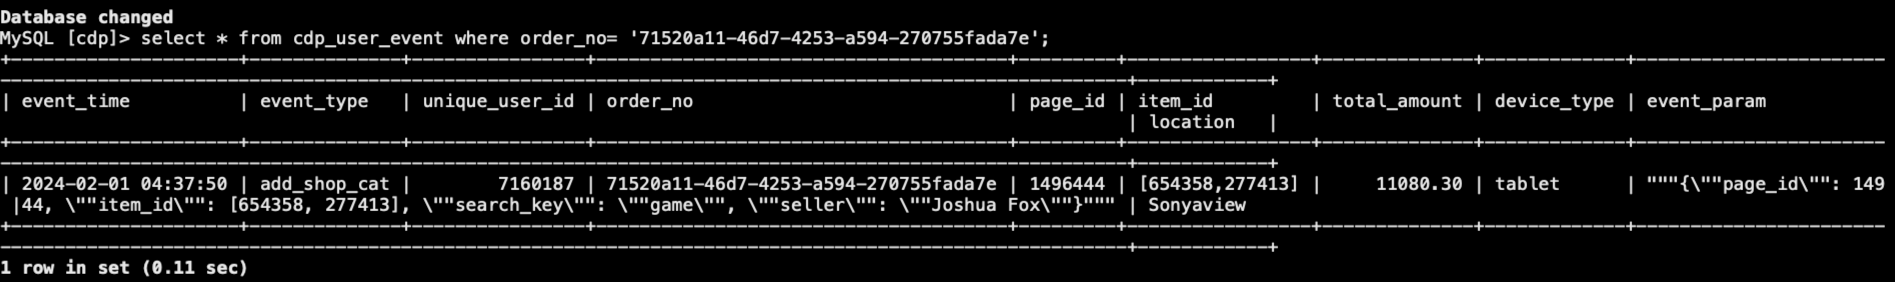 Database changed
MySQL [cdp]> select * from cdp_user_event where order_no= '71520a11-46d7-4253-a594-270755fada7e';
+---------------------+--------------+----------------+--------------------------------------+---------+-----------------+--------------+-------------+-----------------------
--------------------------------------------------------------------------------------------------------+------------+
| event_time | event_type | unique_user_id | order_no | page_id | item_id | total_amount | device_type | event_param
| location |
+---------------------+--------------+----------------+--------------------------------------+---------+-----------------+--------------+-------------+-----------------------
--------------------------------------------------------------------------------------------------------+------------+
| 2024-02-01 04:37:50 | add_shop_cat | 7160187 | 71520a11-46d7-4253-a594-270755fada7e | 1496444 | [654358,277413] | 11080.30 | tablet | """{\""page_id\"": 149
|44, \""item_id\"": [654358, 277413], \""search_key\"": \""game\"", \""seller\"": \""Joshua Fox\""}""" | Sonyaview
+---------------------+--------------+----------------+--------------------------------------+---------+-----------------+--------------+-------------+-----------------------
--------------------------------------------------------------------------------------------------------+------------+
1 row in set (0.11 sec)